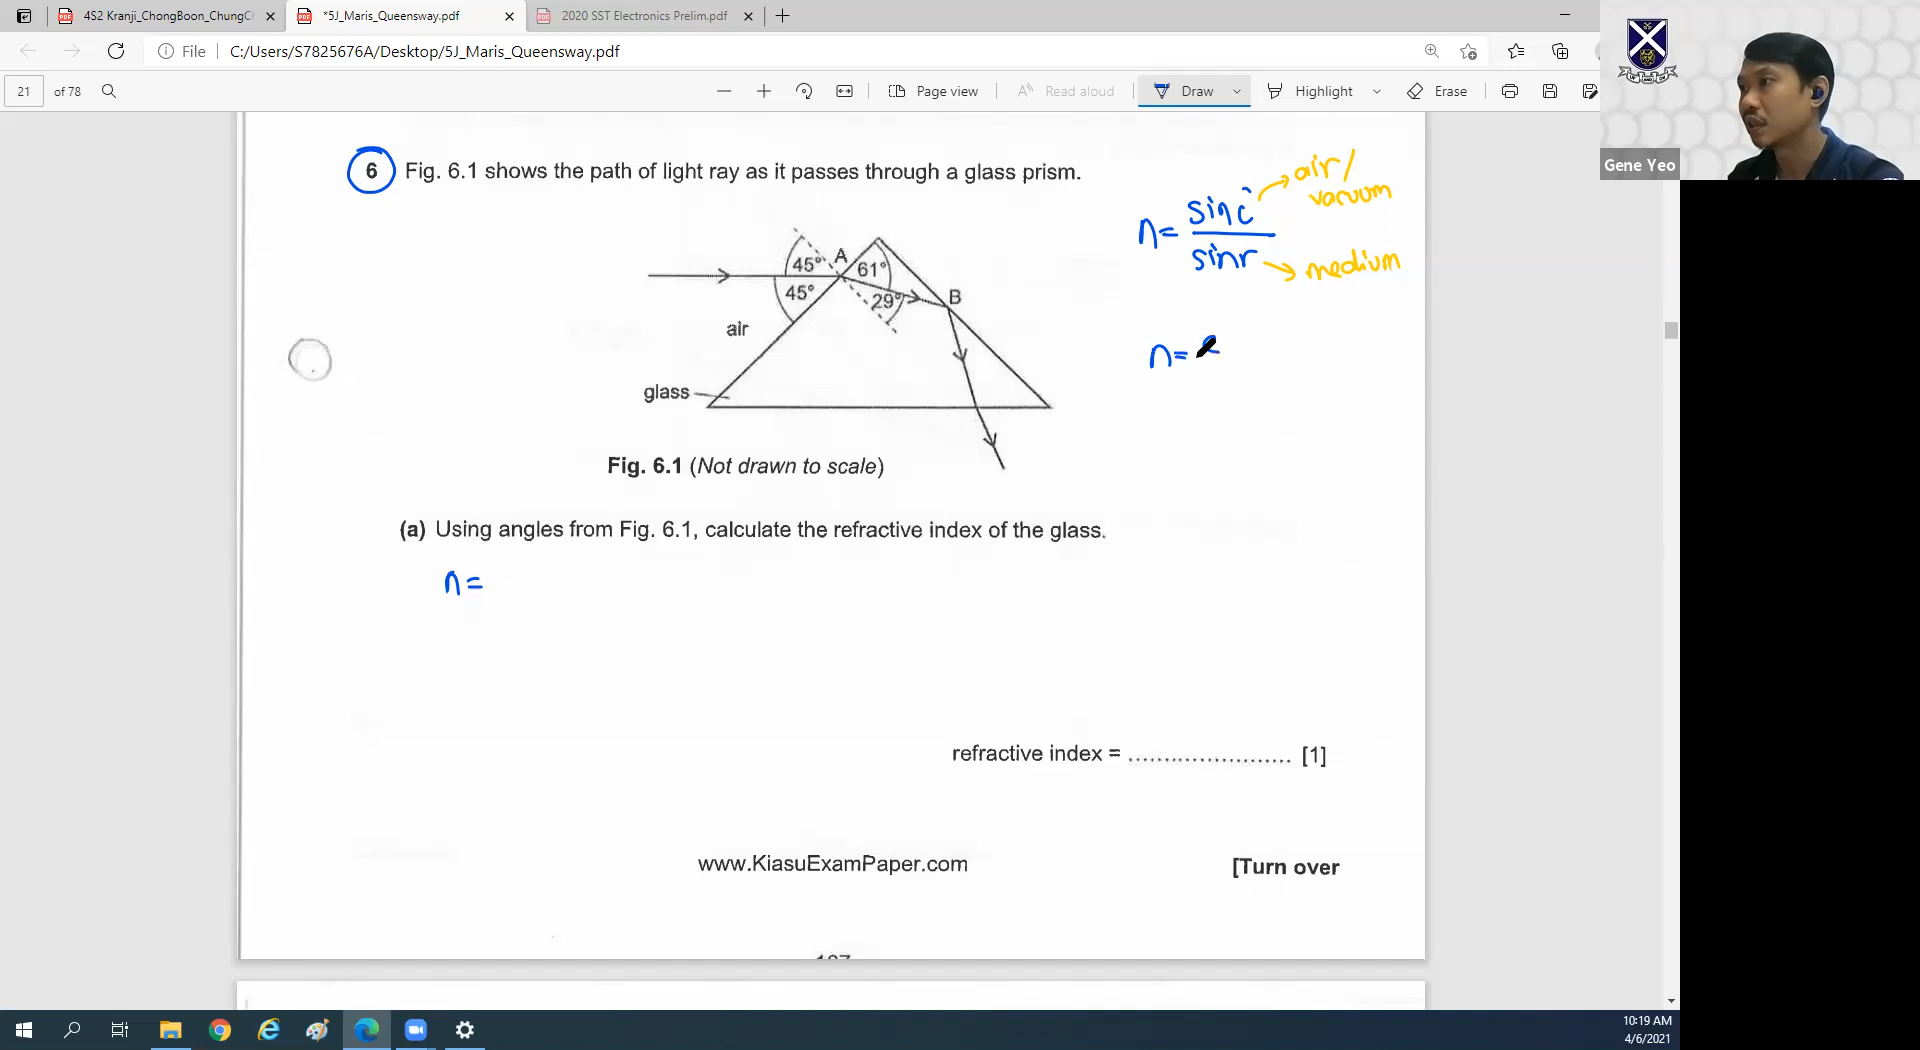 4S2 Kranji_ChongBoon_ChungC
*5J_Maris_Queensway.pdf
2020 SST Electronics Prelim.pdf
File
C:/Users/S7825676A/Desktop/5J_Maris_Queensway.pdf
21 of 78
Page view
Read aloud
Draw
Highlight
Erase
Gene Yeo
6 Fig. 6.1 shows the path of light ray as it passes through a glass prism.
n = sin i / sin r
air/
vacuum
medium
n =
45° A 61°
45° 29° B
air
glass
Fig. 6.1 (Not drawn to scale)
(a) Using angles from Fig. 6.1, calculate the refractive index of the glass.
n =
refractive index = ........................ [1]
www.KiasuExamPaper.com
[Turn over
10:19 AM
4/6/2021